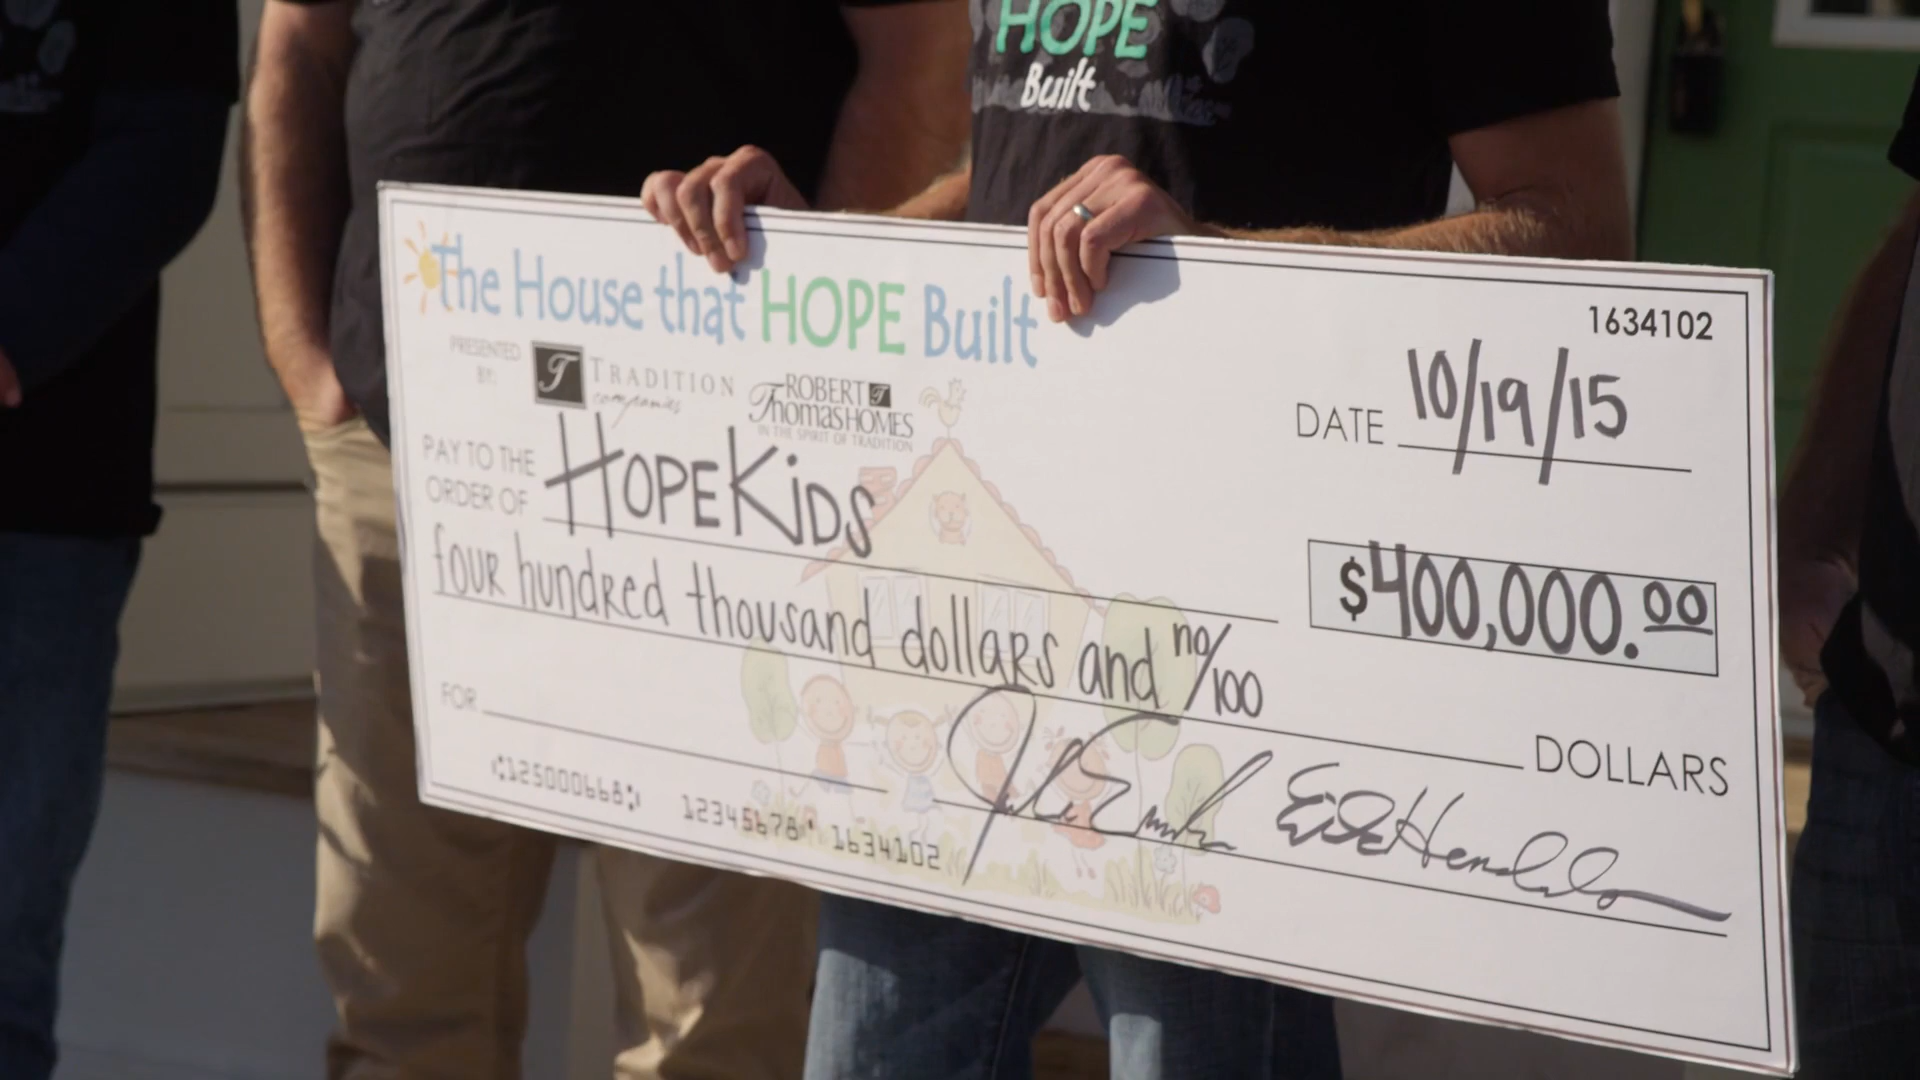 HOPE
Built
The House that HOPE Built
1634102
PRESENTED
BY:
T TRADITION
companies
ROBERT T
Thomas HOMES
IN THE SPIRIT OF TRADITION
DATE 10/19/15
PAY TO THE
ORDER OF HOPEKiDS
$400,000.00
four hundred thousand dollars and no/100
DOLLARS
FOR
⑆125000668⑆ 12345678⑈ 1634102